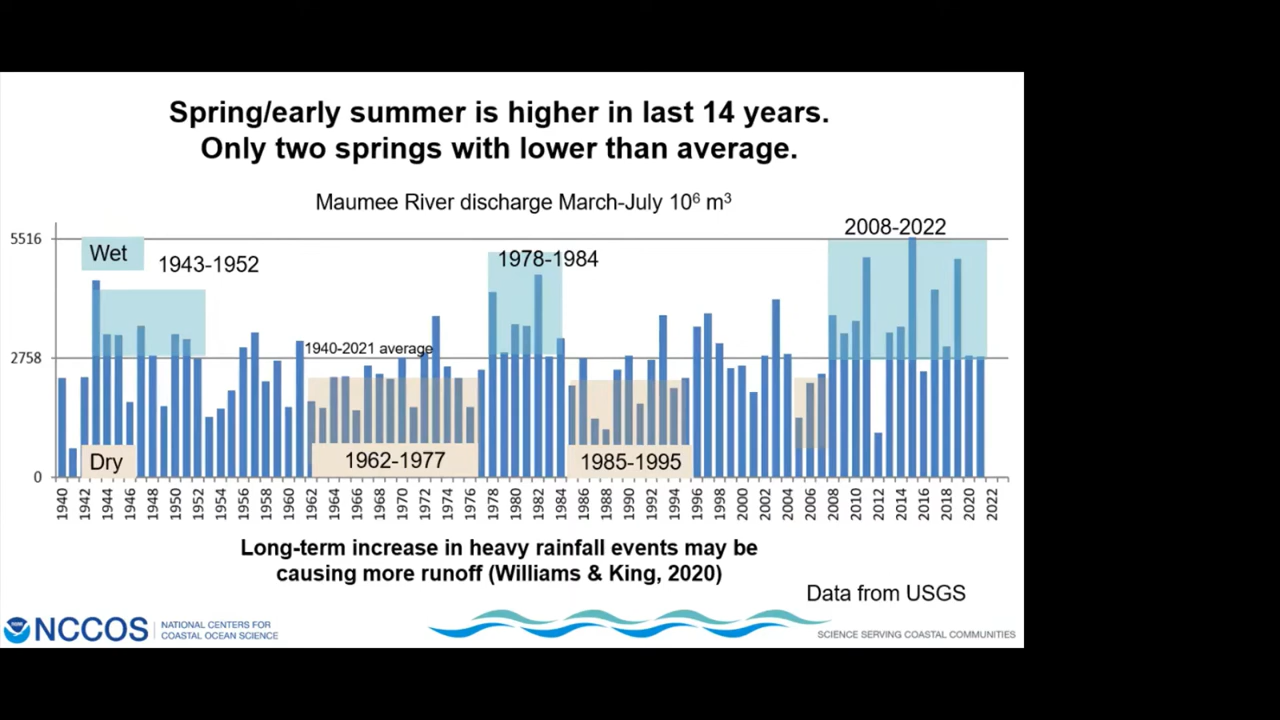 Spring/early summer is higher in last 14 years.
Only two springs with lower than average.
Maumee River discharge March-July 10⁶ m³
2008-2022
5516
Wet
1943-1952
1978-1984
1940-2021 average
2758
Dry
1962-1977
1985-1995
0
1940 1942 1944 1946 1948 1950 1952 1954 1956 1958 1960 1962 1964 1966 1968 1970 1972 1974 1976 1978 1980 1982 1984 1986 1988 1990 1992 1994 1996 1998 2000 2002 2004 2006 2008 2010 2012 2014 2016 2018 2020 2022
Long-term increase in heavy rainfall events may be
causing more runoff (Williams & King, 2020)
Data from USGS
NCCOS
NATIONAL CENTERS FOR
COASTAL OCEAN SCIENCE
SCIENCE SERVING COASTAL COMMUNITIES